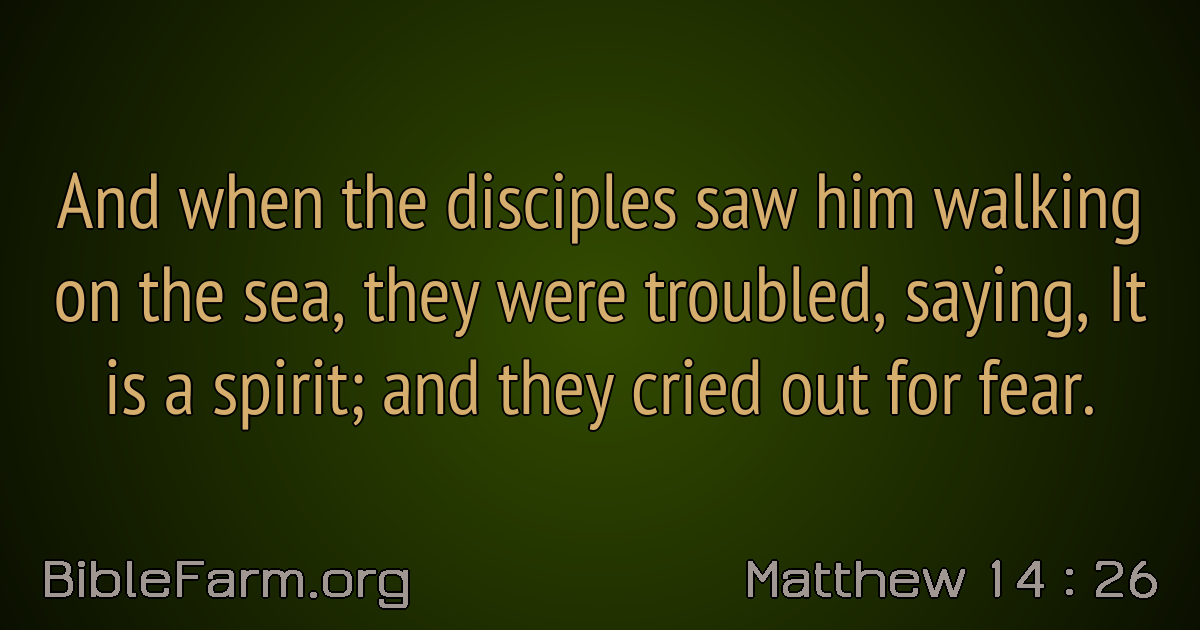 And when the disciples saw him walking
on the sea, they were troubled, saying, It
is a spirit; and they cried out for fear.
BibleFarm.org
Matthew 14 : 26